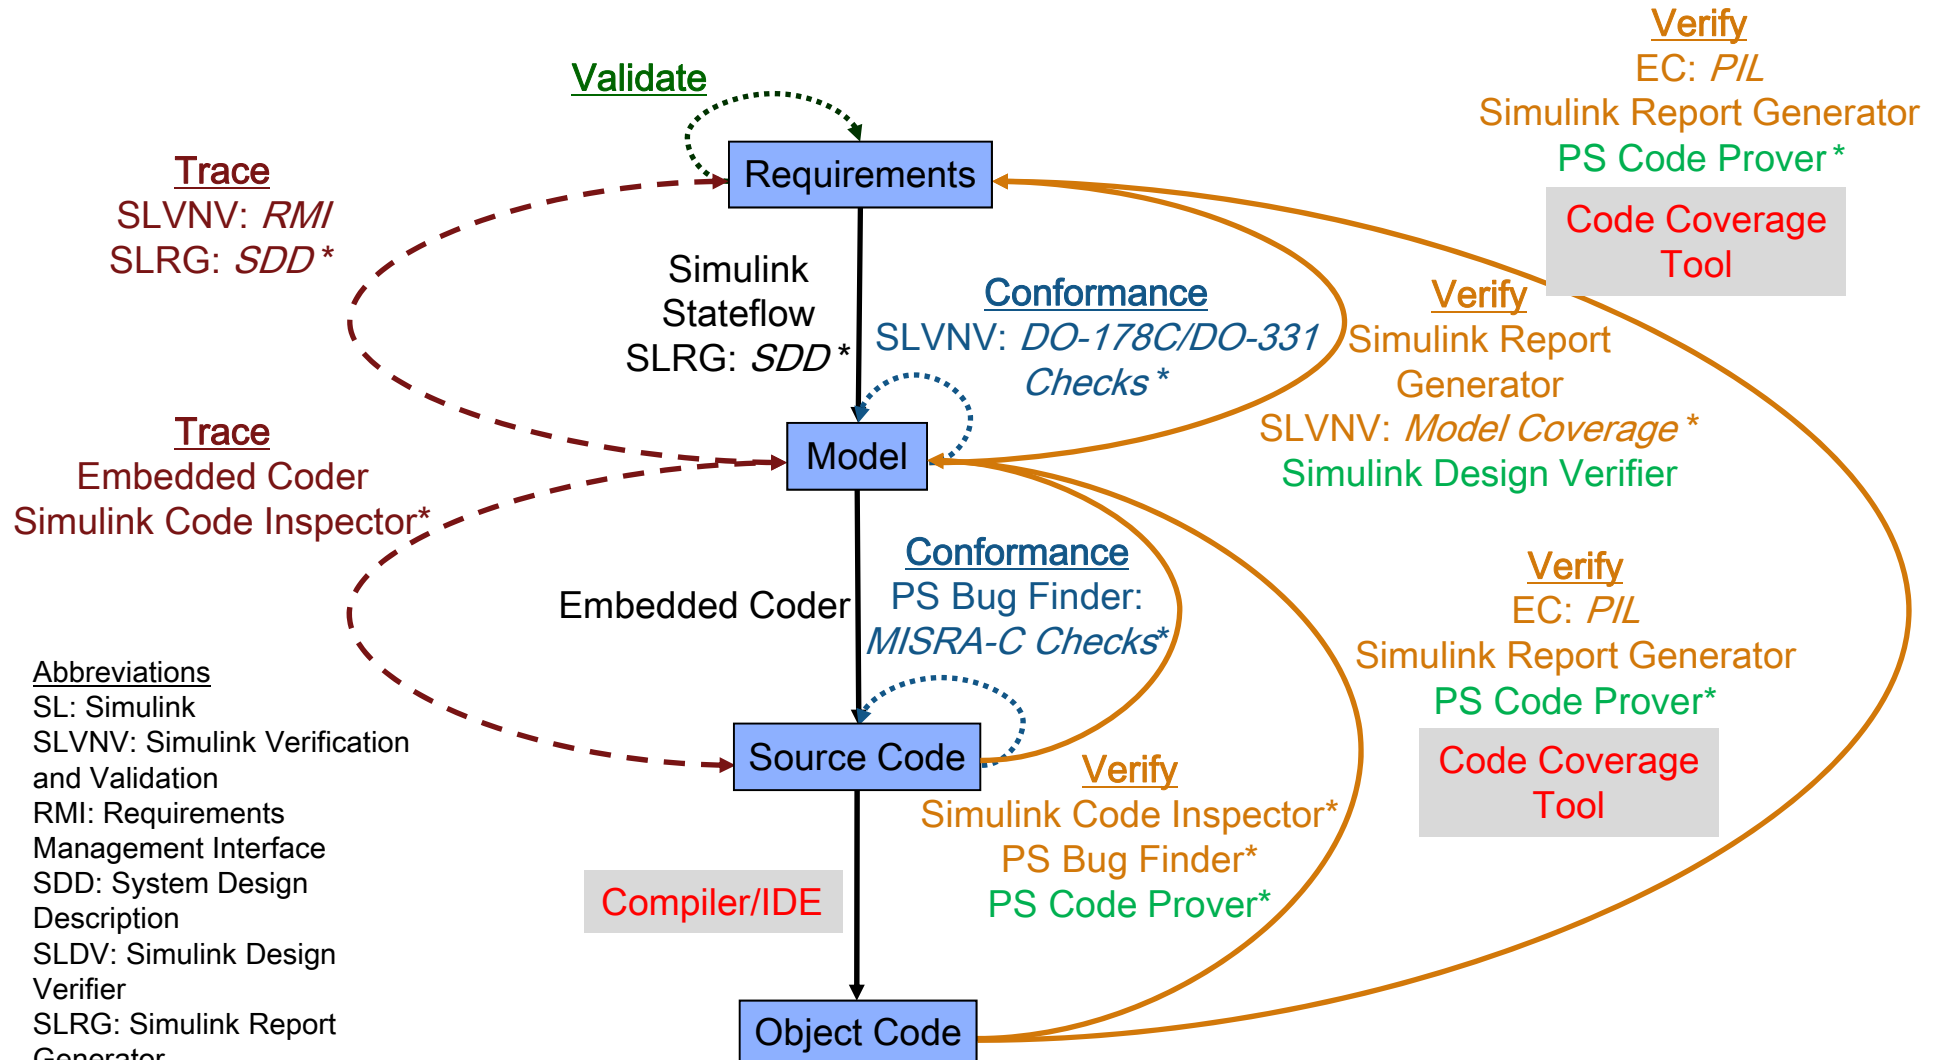 Validate
Requirements
Trace
SLVNV: RMI
SLRG: SDD *
Simulink
Stateflow
SLRG: SDD *
Conformance
SLVNV: DO-178C/DO-331
Checks *
Verify
EC: PIL
Simulink Report Generator
PS Code Prover *
Code Coverage
Tool
Verify
Simulink Report
Generator
SLVNV: Model Coverage *
Simulink Design Verifier
Model
Trace
Embedded Coder
Simulink Code Inspector*
Embedded Coder
Conformance
PS Bug Finder:
MISRA-C Checks*
Verify
EC: PIL
Simulink Report Generator
PS Code Prover*
Code Coverage
Tool
Source Code
Verify
Simulink Code Inspector*
PS Bug Finder*
PS Code Prover*
Compiler/IDE
Object Code
Abbreviations
SL: Simulink
SLVNV: Simulink Verification
and Validation
RMI: Requirements
Management Interface
SDD: System Design
Description
SLDV: Simulink Design
Verifier
SLRG: Simulink Report
Generator